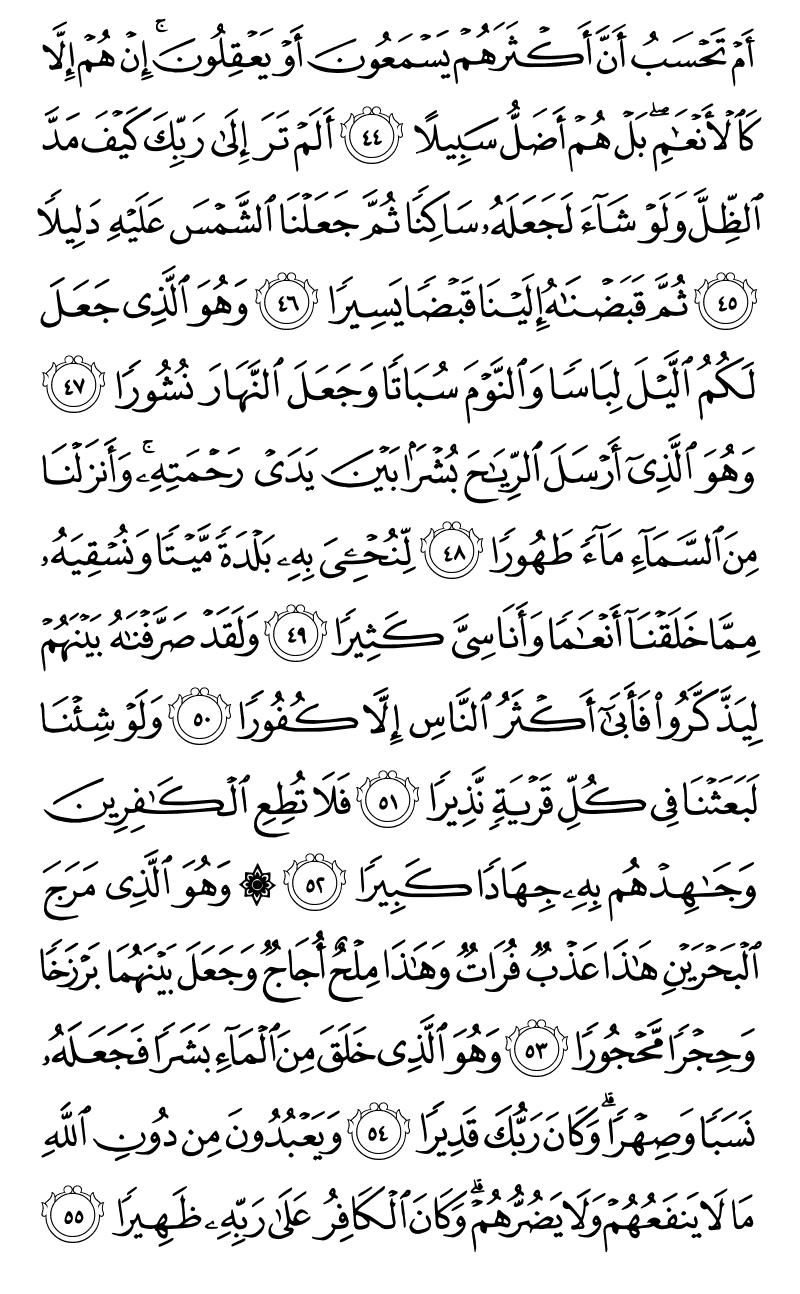 أَمۡ تَحۡسَبُ أَنَّ أَكۡثَرَهُمۡ يَسۡمَعُونَ أَوۡ يَعۡقِلُونَۚ إِنۡ هُمۡ إِلَّا
كَٱلۡأَنۡعَٰمِۖ بَلۡ هُمۡ أَضَلُّ سَبِيلًا ٤٤ أَلَمۡ تَرَ إِلَىٰ رَبِّكَ كَيۡفَ مَدَّ
ٱلظِّلَّ وَلَوۡ شَآءَ لَجَعَلَهُۥ سَاكِنٗا ثُمَّ جَعَلۡنَا ٱلشَّمۡسَ عَلَيۡهِ دَلِيلٗا
٤٥ ثُمَّ قَبَضۡنَٰهُ إِلَيۡنَا قَبۡضٗا يَسِيرٗا ٤٦ وَهُوَ ٱلَّذِي جَعَلَ
لَكُمُ ٱلَّيۡلَ لِبَاسٗا وَٱلنَّوۡمَ سُبَاتٗا وَجَعَلَ ٱلنَّهَارَ نُشُورٗا ٤٧
وَهُوَ ٱلَّذِيٓ أَرۡسَلَ ٱلرِّيَٰحَ بُشۡرَۢا بَيۡنَ يَدَيۡ رَحۡمَتِهِۦۚ وَأَنزَلۡنَا
مِنَ ٱلسَّمَآءِ مَآءٗ طَهُورٗا ٤٨ لِّنُحۡـِۧيَ بِهِۦ بَلۡدَةٗ مَّيۡتٗا وَنُسۡقِيَهُۥ
مِمَّا خَلَقۡنَآ أَنۡعَٰمٗا وَأَنَاسِيَّ كَثِيرٗا ٤٩ وَلَقَدۡ صَرَّفۡنَٰهُ بَيۡنَهُمۡ
لِيَذَّكَّرُواْ فَأَبَىٰٓ أَكۡثَرُ ٱلنَّاسِ إِلَّا كُفُورٗا ٥٠ وَلَوۡ شِئۡنَا
لَبَعَثۡنَا فِي كُلِّ قَرۡيَةٖ نَّذِيرٗا ٥١ فَلَا تُطِعِ ٱلۡكَٰفِرِينَ
وَجَٰهِدۡهُم بِهِۦ جِهَادٗا كَبِيرٗا ٥٢ ۞ وَهُوَ ٱلَّذِي مَرَجَ
ٱلۡبَحۡرَيۡنِ هَٰذَا عَذۡبٞ فُرَاتٞ وَهَٰذَا مِلۡحٌ أُجَاجٞ وَجَعَلَ بَيۡنَهُمَا بَرۡزَخٗا
وَحِجۡرٗا مَّحۡجُورٗا ٥٣ وَهُوَ ٱلَّذِي خَلَقَ مِنَ ٱلۡمَآءِ بَشَرٗا فَجَعَلَهُۥ
نَسَبٗا وَصِهۡرٗاۗ وَكَانَ رَبُّكَ قَدِيرٗا ٥٤ وَيَعۡبُدُونَ مِن دُونِ ٱللَّهِ
مَا لَا يَنفَعُهُمۡ وَلَا يَضُرُّهُمۡۗ وَكَانَ ٱلۡكَافِرُ عَلَىٰ رَبِّهِۦ ظَهِيرٗا ٥٥